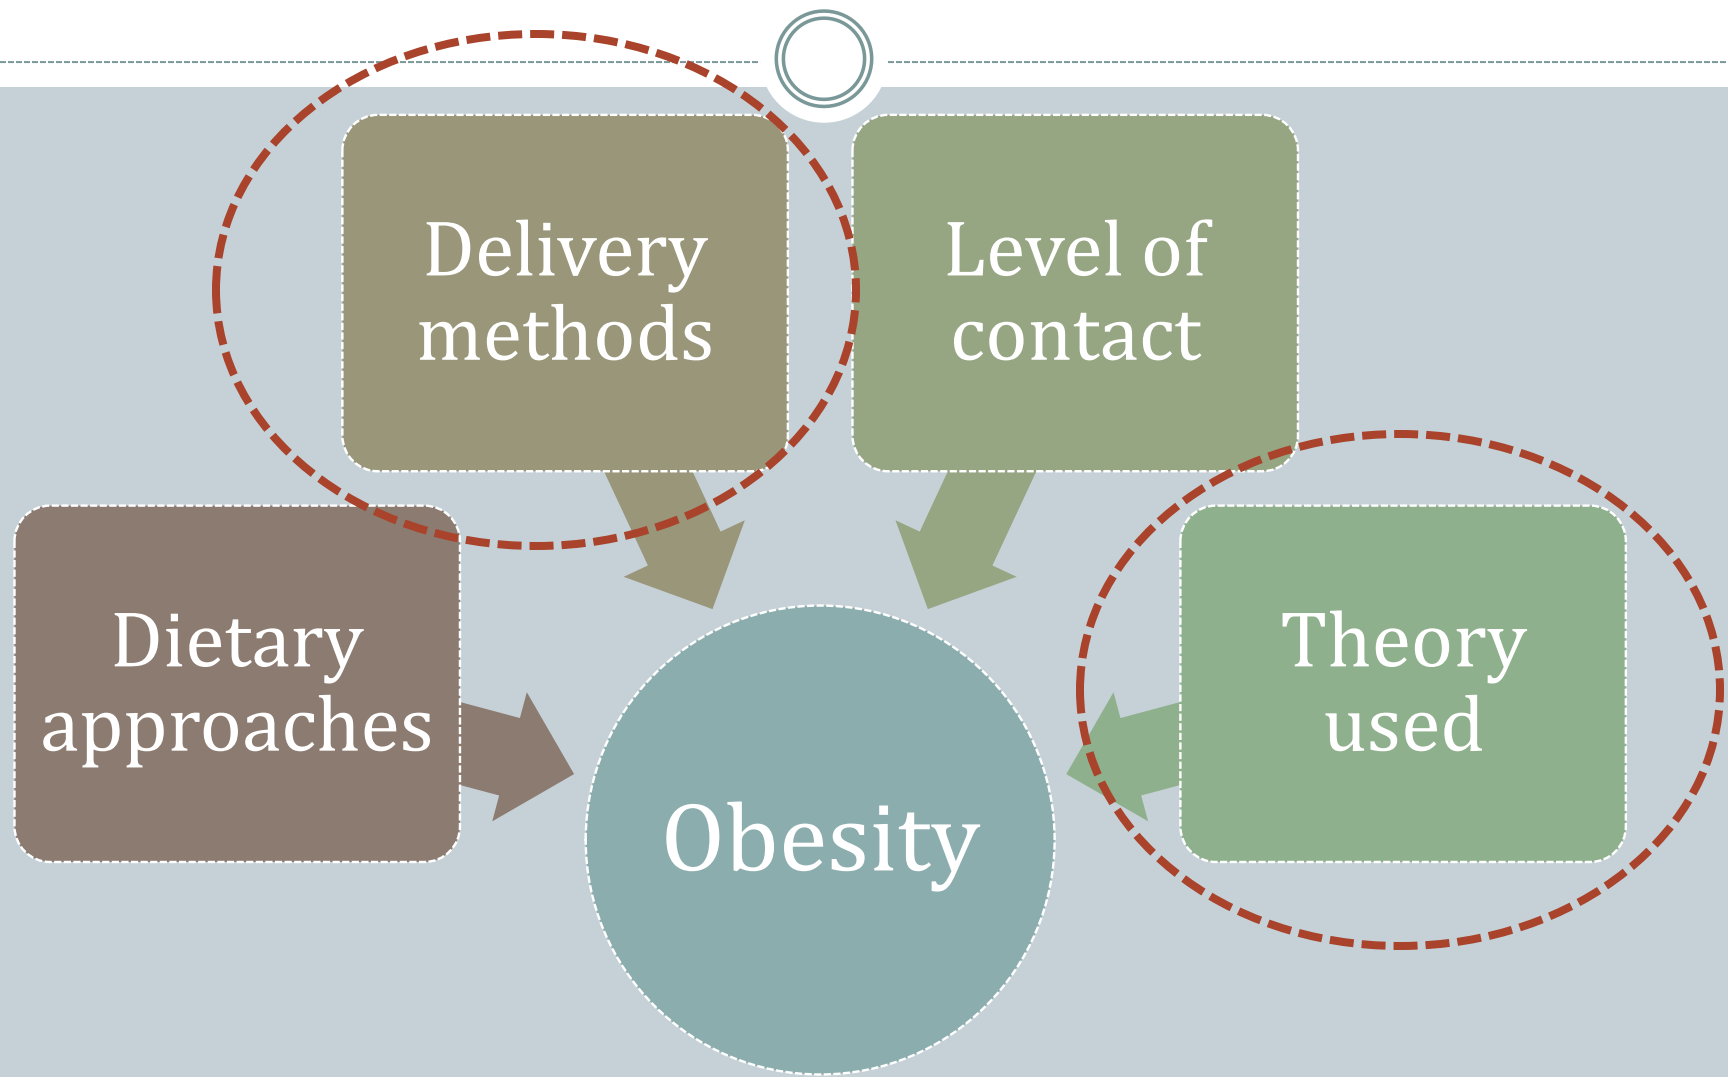 Delivery
methods
Level of
contact
Dietary
approaches
Theory
used
Obesity